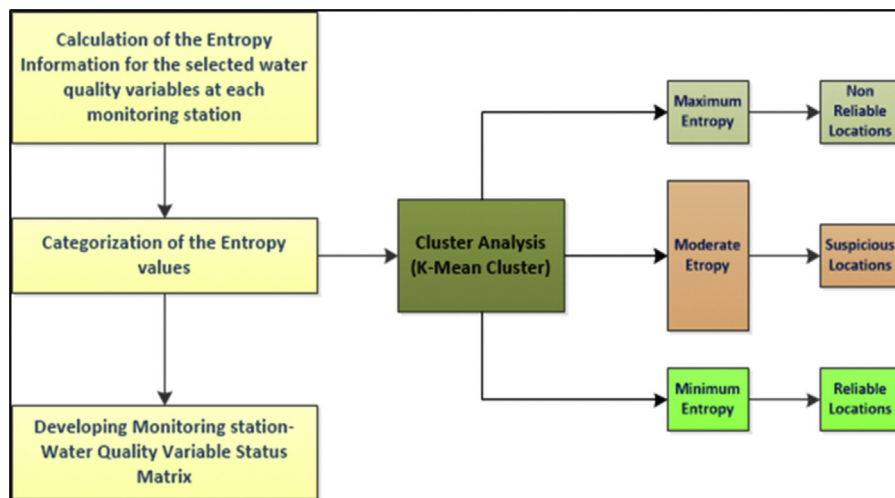 Calculation of the Entropy
Information for the selected water
quality variables at each
monitoring station
Categorization of the Entropy
values
Developing Monitoring station-
Water Quality Variable Status
Matrix
Cluster Analysis
(K-Mean Cluster)
Maximum
Entropy
Non
Reliable
Locations
Moderate
Etropy
Suspicious
Locations
Minimum
Entropy
Reliable
Locations